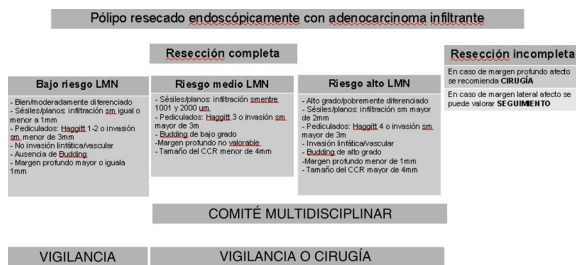 Pólipo resecado endoscópicamente con adenocarcinoma infiltrante
Resección completa
Resección incompleta
En caso de margen profundo afecto
se recomienda CIRUGÍA
En caso de margen lateral afecto se
puede valorar SEGUIMIENTO
Bajo riesgo LMN
- Bien/moderadamente diferenciado
- Sésiles/planos: infiltración sm igual o
menor a 1mm
- Pediculados: Haggitt 1-2 o invasión
sm menor de 3mm
- No invasión linfática/vascular
- Ausencia de Budding
- Margen profundo mayor o iguala
1mm
Riesgo medio LMN
- Sésiles/planos: infiltración smentre
1001 y 2000 um
- Pediculados: Haggitt 3 o invasión sm
mayor de 3m
- Budding de bajo grado
-Margen profundo no valorable
- Tamaño del CCR menor de 4mm
Riesgo alto LMN
- Alto grado/pobremente diferenciado
- Sésiles/planos: infiltración sm mayor
de 2mm
- Pediculados: Haggitt 4 o invasión sm
mayor de 3m
- Invasión linfática/vascular
- Budding de alto grado
- Margen profundo menor de 1mm
- Tamaño del CCR mayor de 4mm
COMITÉ MULTIDISCIPLINAR
VIGILANCIA
VIGILANCIA O CIRUGÍA